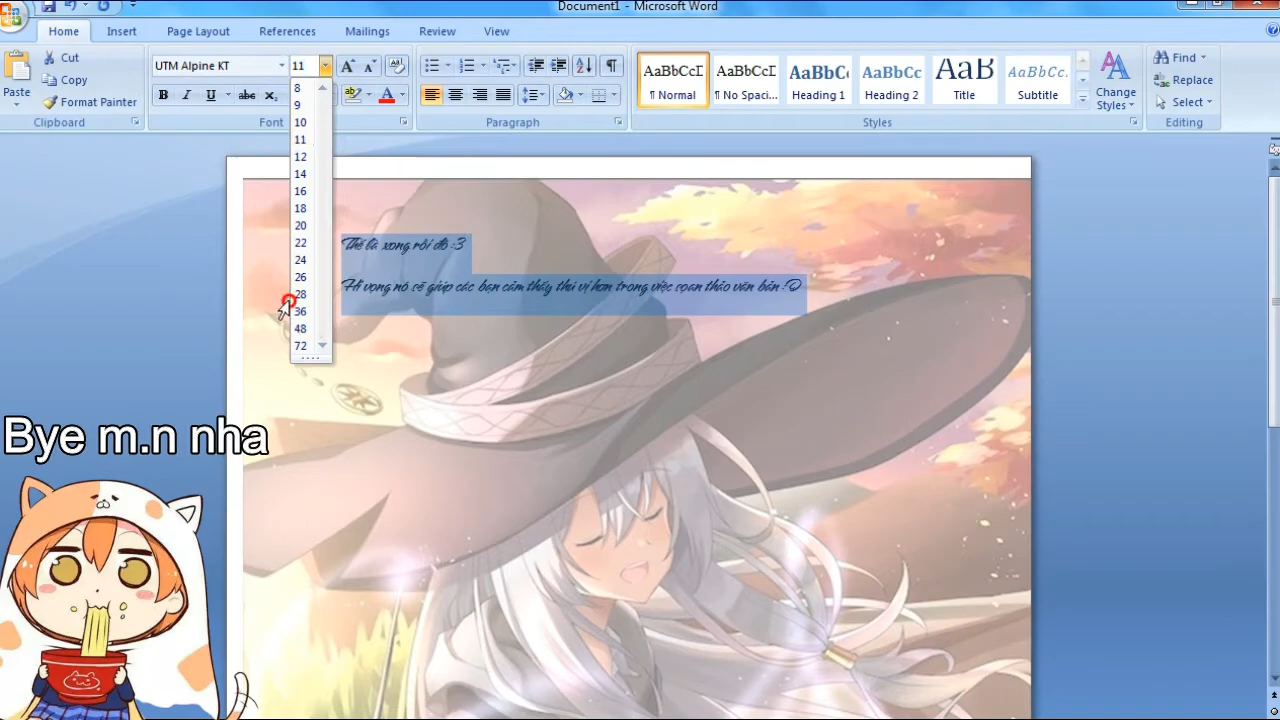 Document1 - Microsoft Word
Home Insert Page Layout References Mailings Review View
Paste
Cut
Copy
Format Painter
Clipboard
UTM Alpine KT 11
B I U abc x₂
Font
Paragraph
AaBbCcD AaBbCcD AaBbC AaBbCc AaB AaBbCc.
¶ Normal ¶ No Spaci... Heading 1 Heading 2 Title Subtitle
Change
Styles
Styles
Find
Replace
Select
Editing
8
9
10
11
12
14
16
18
20
22
24
26
28
36
48
72
Thế là xong rồi đó :3
Hi vọng nó sẽ giúp các bạn cảm thấy thú vị hơn trong việc soạn thảo văn bản :D
Bye m.n nha